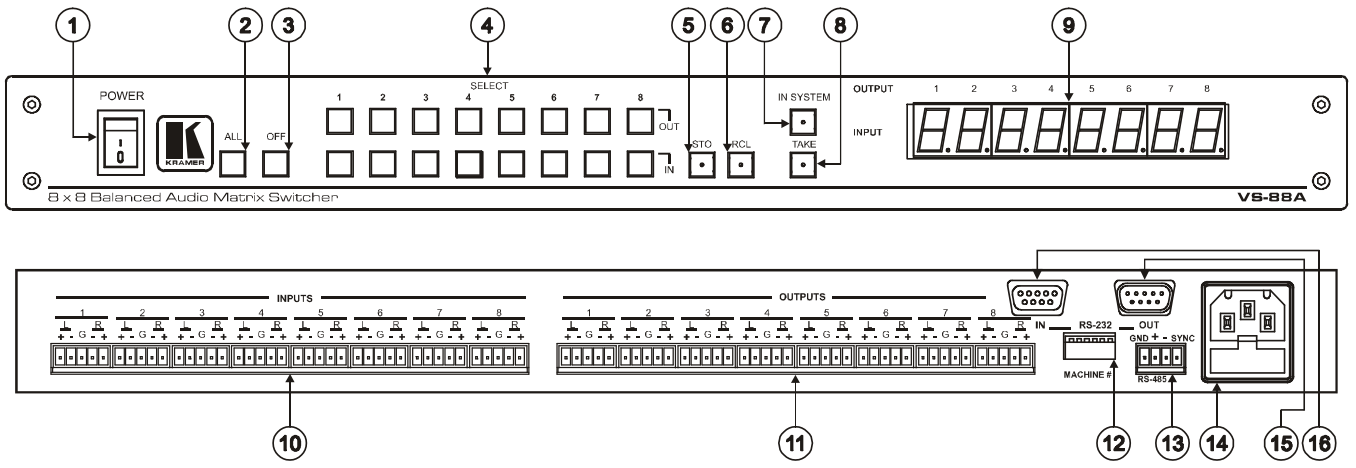 1 2 3 4 5 6 7 8 9
POWER
SELECT
OUTPUT 1 2 3 4 5 6 7 8
1 2 3 4 5 6 7 8
IN SYSTEM
OUT
INPUT
I
O
K
KRAMER
ALL OFF
STO RCL TAKE
IN
8 x 8 Balanced Audio Matrix Switcher
VS-88A
INPUTS
1 2 3 4 5 6 7 8
L R L R L R L R L R L R L R L R
+ - G - + + - G - + + - G - + + - G - + + - G - + + - G - + + - G - + + - G - +
OUTPUTS
1 2 3 4 5 6 7 8
L R L R L R L R L R L R L R L R
+ - G - + + - G - + + - G - + + - G - + + - G - + + - G - + + - G - + + - G - +
IN RS-232 OUT
GND + - SYNC
MACHINE #
RS-485
10 11 12 13 14 15 16